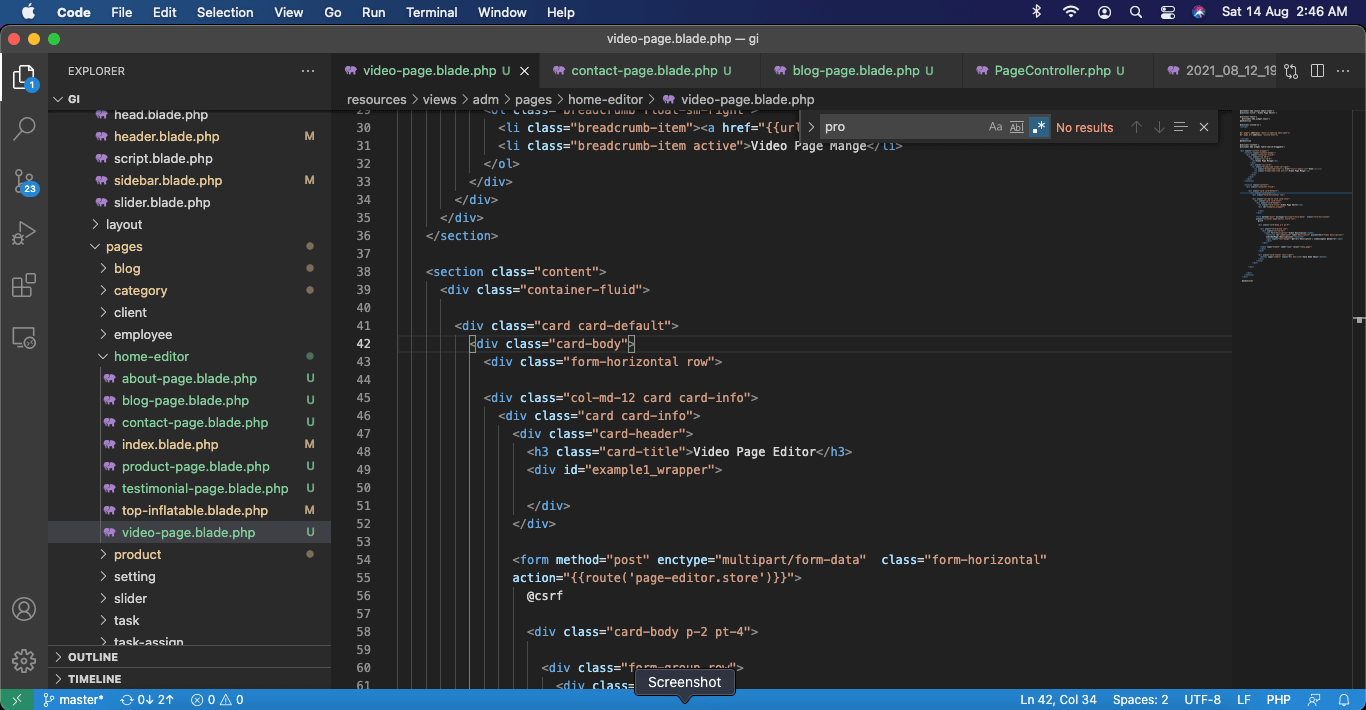 Code File Edit Selection View Go Run Terminal Window Help Sat 14 Aug 2:46 AM
video-page.blade.php — gi
1
23
EXPLORER
GI
head.blade.php
header.blade.php M
script.blade.php
sidebar.blade.php M
slider.blade.php
layout
pages
blog
category
client
employee
home-editor
about-page.blade.php U
blog-page.blade.php U
contact-page.blade.php U
index.blade.php M
product-page.blade.php U
testimonial-page.blade.php U
top-inflatable.blade.php M
video-page.blade.php U
product
setting
slider
task
task-assign
OUTLINE
TIMELINE
video-page.blade.php U contact-page.blade.php U blog-page.blade.php U PageController.php U 2021_08_12_19
resources > views > adm > pages > home-editor > video-page.blade.php
pro Aa Abl .* No results
29 <ol class="breadcrumb float-sm-right">
30 <li class="breadcrumb-item"><a href="{{url
31 <li class="breadcrumb-item active">Video Page Mange</li>
32 </ol>
33 </div>
34 </div>
35 </div>
36 </section>
37
38 <section class="content">
39 <div class="container-fluid">
40
41 <div class="card card-default">
42 <div class="card-body">
43 <div class="form-horizontal row">
44
45 <div class="col-md-12 card card-info">
46 <div class="card card-info">
47 <div class="card-header">
48 <h3 class="card-title">Video Page Editor</h3>
49 <div id="example1_wrapper">
50
51 </div>
52 </div>
53
54 <form method="post" enctype="multipart/form-data"  class="form-horizontal"
55 action="{{route('page-editor.store')}}">
56 @csrf
57
58 <div class="card-body p-2 pt-4">
59
60 <div class="form-group row">
61 <div class=
Screenshot
master* 0↓ 2↑ 0 0 Ln 42, Col 34 Spaces: 2 UTF-8 LF PHP